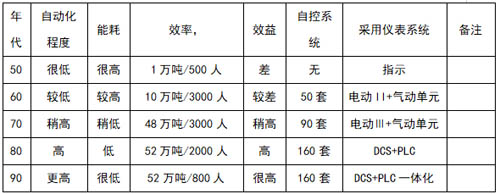 年代 自动化程度 能耗 效率, 效益 自控系统 采用仪表系统 备注
50 很低 很高 1 万吨/500 人 差 无 指示
60 较低 较高 10 万吨/3000 人 较差 50 套 电动 II+气动单元
70 稍高 低 48 万吨/3000 人 稍高 90 套 电动Ⅲ+气动单元
80 高 低 52 万吨/2000 人 高 160 套 DCS+PLC
90 更高 很低 52 万吨/800 人 很高 160 套 DCS+PLC 一体化